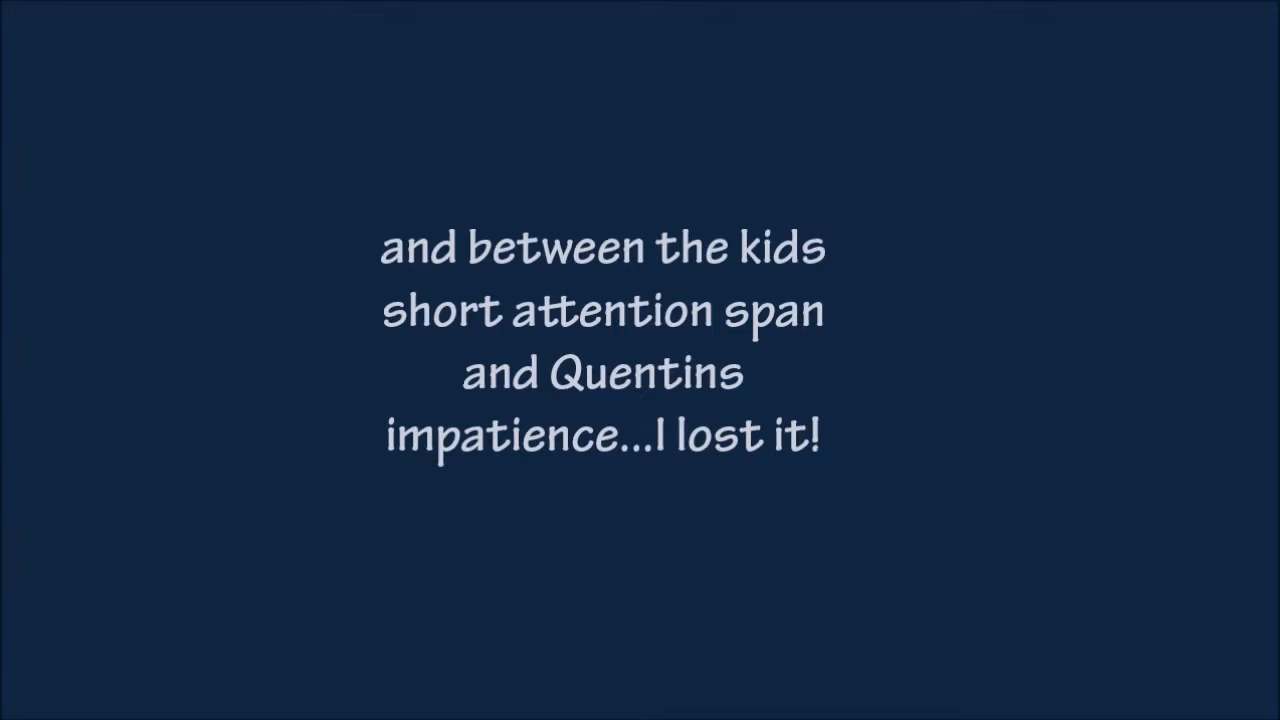 and between the kids
short attention span
and Quentins
impatience...I lost it!